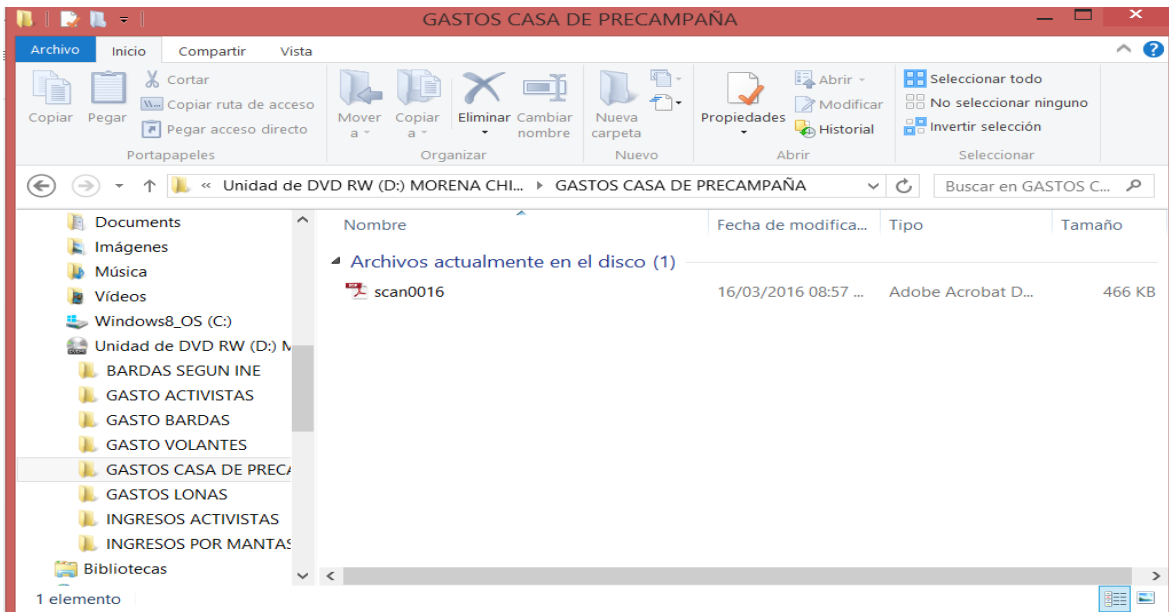 GASTOS CASA DE PRECAMPAÑA
Archivo Inicio Compartir Vista
Copiar
Pegar
Cortar
Copiar ruta de acceso
Pegar acceso directo
Portapapeles
Mover a
Copiar a
Eliminar
Cambiar nombre
Organizar
Nueva carpeta
Nuevo
Propiedades
Abrir
Modificar
Historial
Abrir
Seleccionar todo
No seleccionar ninguno
Invertir selección
Seleccionar
« Unidad de DVD RW (D:) MORENA CHI... GASTOS CASA DE PRECAMPAÑA
Buscar en GASTOS C...
Documents
Imágenes
Música
Vídeos
Windows8_OS (C:)
Unidad de DVD RW (D:) M
BARDAS SEGUN INE
GASTO ACTIVISTAS
GASTO BARDAS
GASTO VOLANTES
GASTOS CASA DE PRECA
GASTOS LONAS
INGRESOS ACTIVISTAS
INGRESOS POR MANTAS
Bibliotecas
Nombre Fecha de modifica... Tipo Tamaño
Archivos actualmente en el disco (1)
scan0016 16/03/2016 08:57 ... Adobe Acrobat D... 466 KB
1 elemento